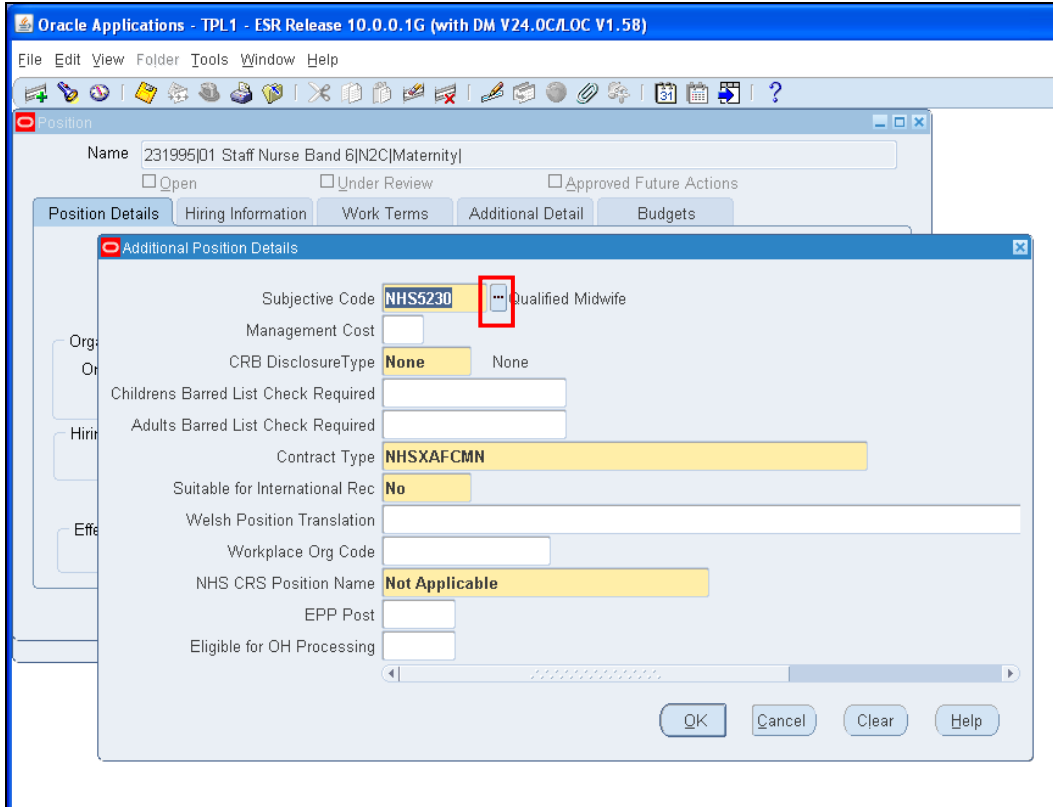 Oracle Applications - TPL1 - ESR Release 10.0.0.1G (with DM V24.0C/LOC V1.58)
File Edit View Folder Tools Window Help
31 ?
Position
Name 231995|01 Staff Nurse Band 6|N2C|Maternity|
Open Under Review Approved Future Actions
Position Details Hiring Information Work Terms Additional Detail Budgets
Additional Position Details
Subjective Code NHS5230 ... Qualified Midwife
Management Cost
Orga
CRB DisclosureType None None
Or
Childrens Barred List Check Required
Adults Barred List Check Required
Hirin
Contract Type NHSXAFCMN
Suitable for International Rec No
Welsh Position Translation
Effe
Workplace Org Code
NHS CRS Position Name Not Applicable
EPP Post
Eligible for OH Processing
OK Cancel Clear Help